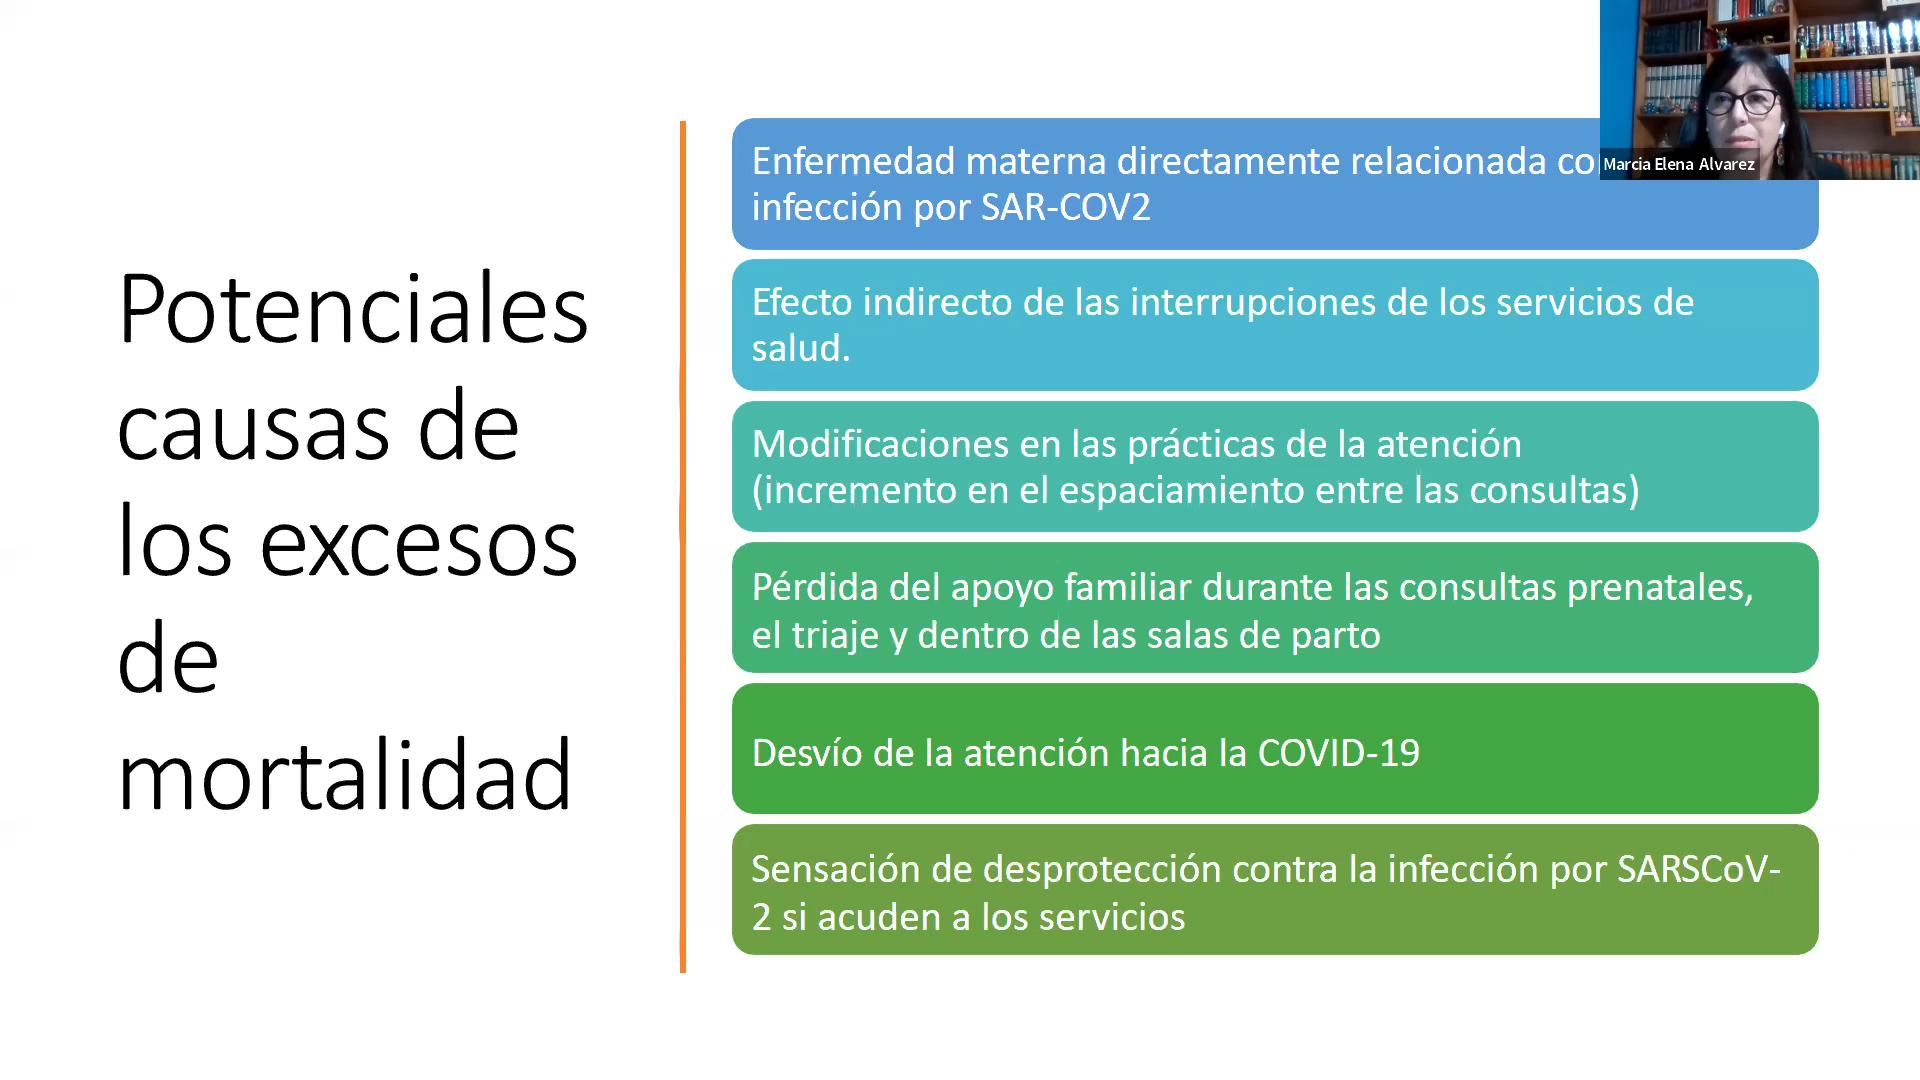 Potenciales
causas de
los excesos
de
mortalidad
Enfermedad materna directamente relacionada
infección por SAR-COV2
Efecto indirecto de las interrupciones de los servicios de
salud.
Modificaciones en las prácticas de la atención
(incremento en el espaciamiento entre las consultas)
Pérdida del apoyo familiar durante las consultas prenatales,
el triaje y dentro de las salas de parto
Desvío de la atención hacia la COVID-19
Sensación de desprotección contra la infección por SARSCoV-
2 si acuden a los servicios
Marcia Elena Alvarez